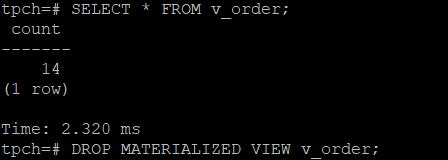 tpch=# SELECT * FROM v_order;
count
-------
14
(1 row)
Time: 2.320 ms
tpch=# DROP MATERIALIZED VIEW v_order;